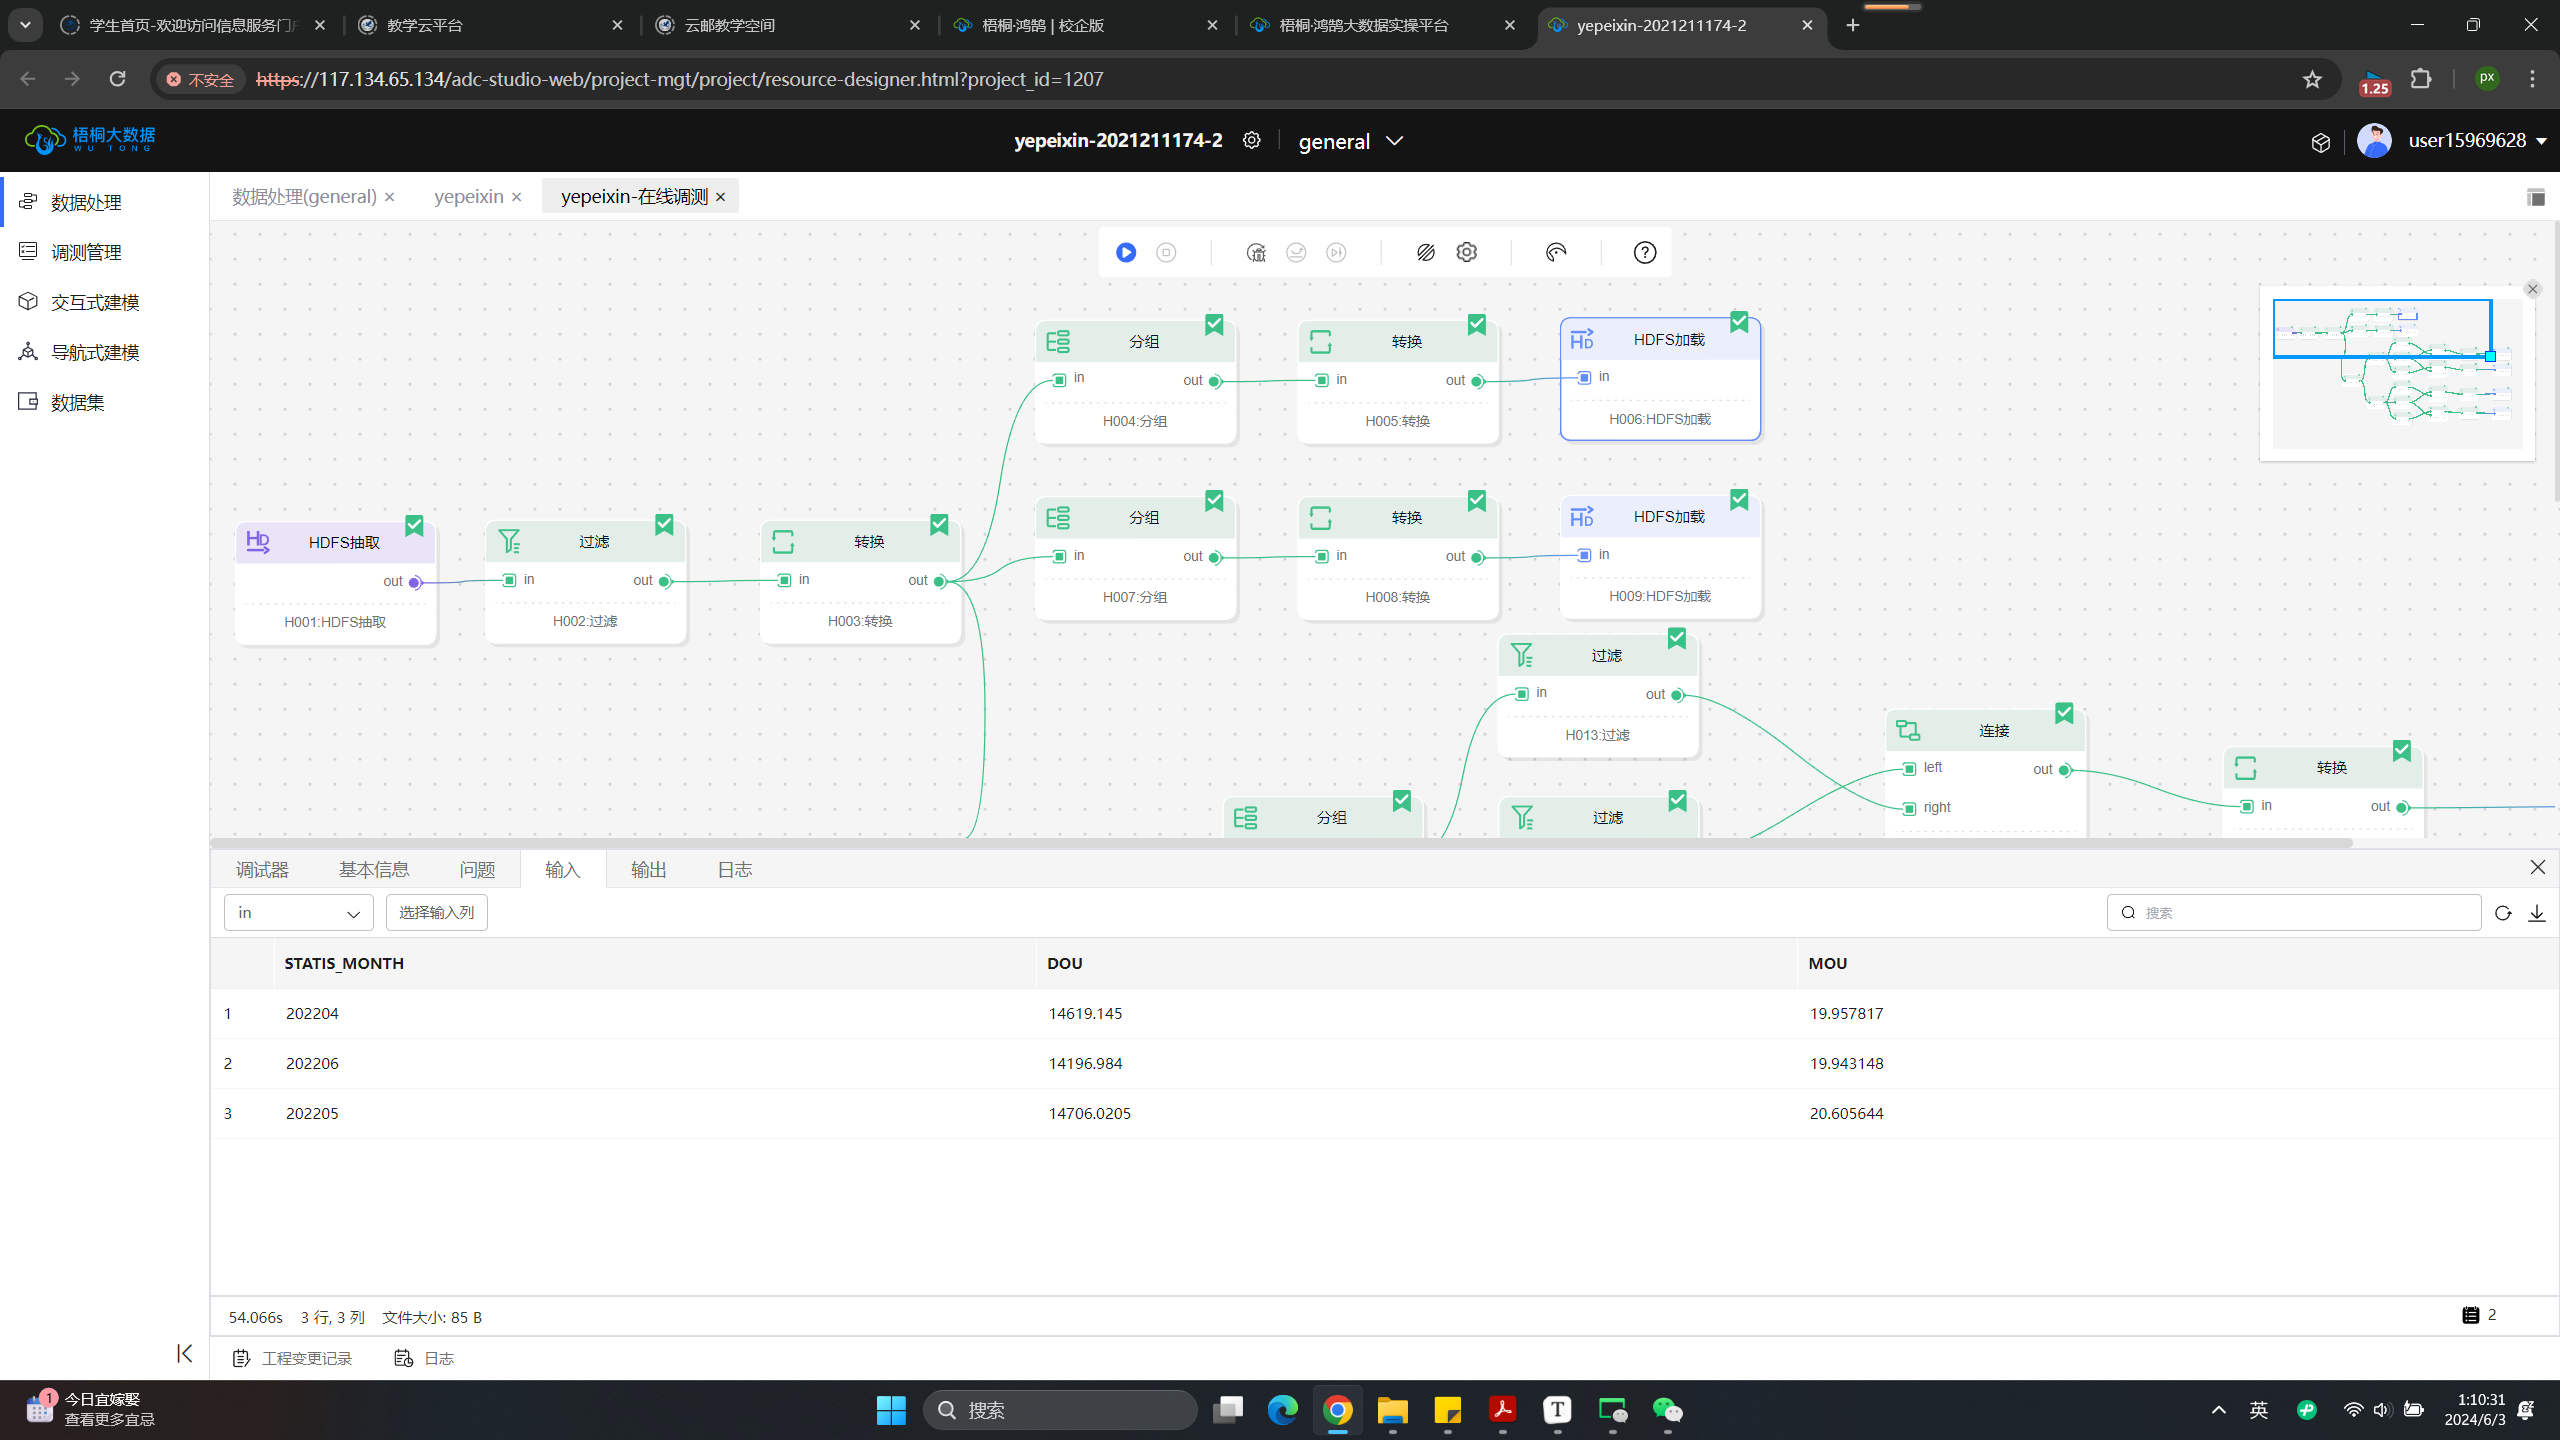 学生首页-欢迎访问信息服务门户
教学云平台
云邮教学空间
梧桐·鸿鹄 | 校企版
梧桐·鸿鹄大数据实操平台
yepeixin-2021211174-2
不安全
https://117.134.65.134/adc-studio-web/project-mgt/project/resource-designer.html?project_id=1207
1.25
px
梧桐大数据
WU TONG
yepeixin-2021211174-2
general
user15969628
数据处理
调测管理
交互式建模
导航式建模
数据集
数据处理(general)
yepeixin
yepeixin-在线调测
分组
in
out
H004:分组
转换
in
out
H005:转换
HDFS加载
in
H006:HDFS加载
分组
in
out
H007:分组
转换
in
out
H008:转换
HDFS加载
in
H009:HDFS加载
HDFS抽取
out
H001:HDFS抽取
过滤
in
out
H002:过滤
转换
in
out
H003:转换
过滤
in
out
H013:过滤
连接
left
out
right
转换
in
out
分组
过滤
调试器
基本信息
问题
输入
输出
日志
in
选择输入列
搜索
STATIS_MONTH DOU MOU
1 202204 14619.145 19.957817
2 202206 14196.984 19.943148
3 202205 14706.0205 20.605644
54.066s 3 行, 3 列 文件大小: 85 B
2
工程变更记录
日志
1
今日宜嫁娶
查看更多宜忌
搜索
英
1:10:31
2024/6/3